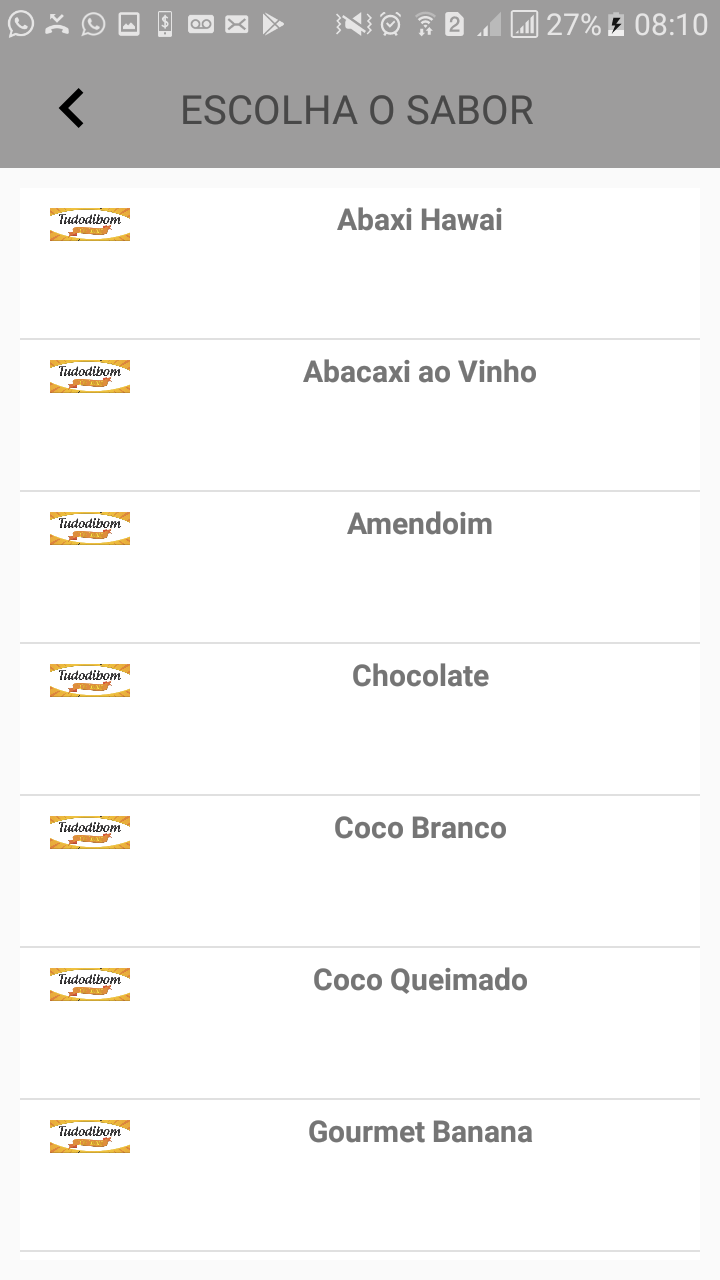 2 27% 08:10
ESCOLHA O SABOR
Tudodibom Abaxi Hawai
Tudodibom Abacaxi ao Vinho
Tudodibom Amendoim
Tudodibom Chocolate
Tudodibom Coco Branco
Tudodibom Coco Queimado
Tudodibom Gourmet Banana